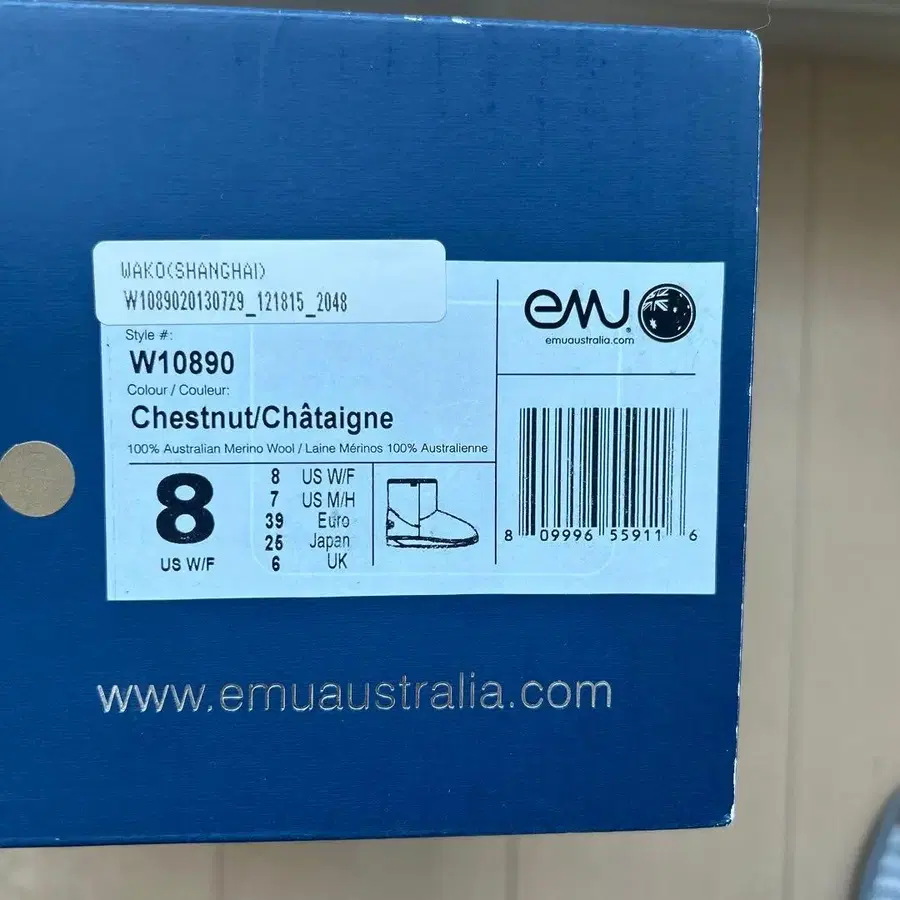 WAKO(SHANGHAI)
W1089020130729_121815_2048
Style #:
W10890
Colour / Couleur:
Chestnut/Châtaigne
100% Australian Merino Wool / Laine Mérinos 100% Australienne
8
US W/F
8 US W/F
7 US M/H
39 Euro
25 Japan
6 UK
emu®
emuaustralia.com
8 09996 55911 6
www.emuaustralia.com